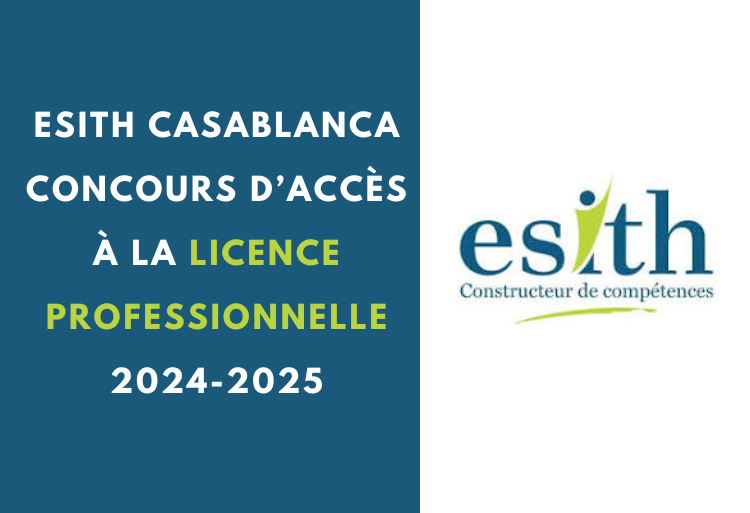 ESITH CASABLANCA
CONCOURS D’ACCÈS
À LA LICENCE
PROFESSIONNELLE
2024-2025
esith
Constructeur de compétences